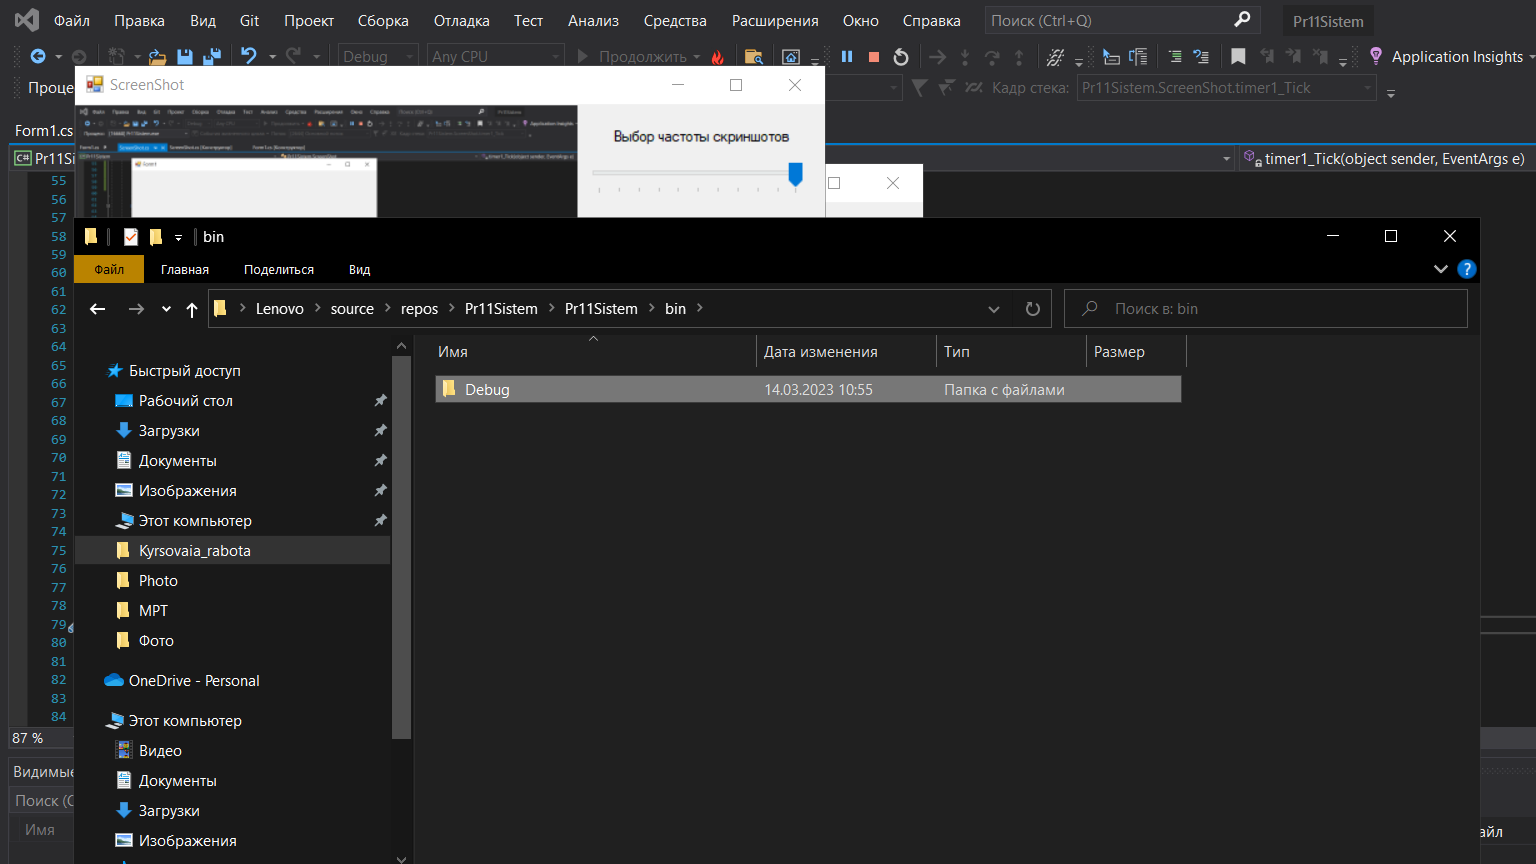 Файл Правка Вид Git Проект Сборка Отладка Тест Анализ Средства Расширения Окно Справка Поиск (Ctrl+Q) Pr11Sistem
Debug Any CPU Продолжить Application Insights
Проце
ScreenShot
Кадр стека: Pr11Sistem.ScreenShot.timer1_Tick
Form1.cs
Выбор частоты скриншотов
C# Pr11Si
timer1_Tick(object sender, EventArgs e)
55
56
57
58
59
60
61
62
63
64
65
66
67
68
69
70
71
72
73
74
75
76
77
78
79
80
81
82
83
84
87 %
Видимые
Поиск (C
Имя
айл
bin
Файл Главная Поделиться Вид
Lenovo source repos Pr11Sistem Pr11Sistem bin
Поиск в: bin
Имя Дата изменения Тип Размер
Debug 14.03.2023 10:55 Папка с файлами
Быстрый доступ
Рабочий стол
Загрузки
Документы
Изображения
Этот компьютер
Kyrsovaia_rabota
Photo
MPT
Фото
OneDrive - Personal
Этот компьютер
Видео
Документы
Загрузки
Изображения